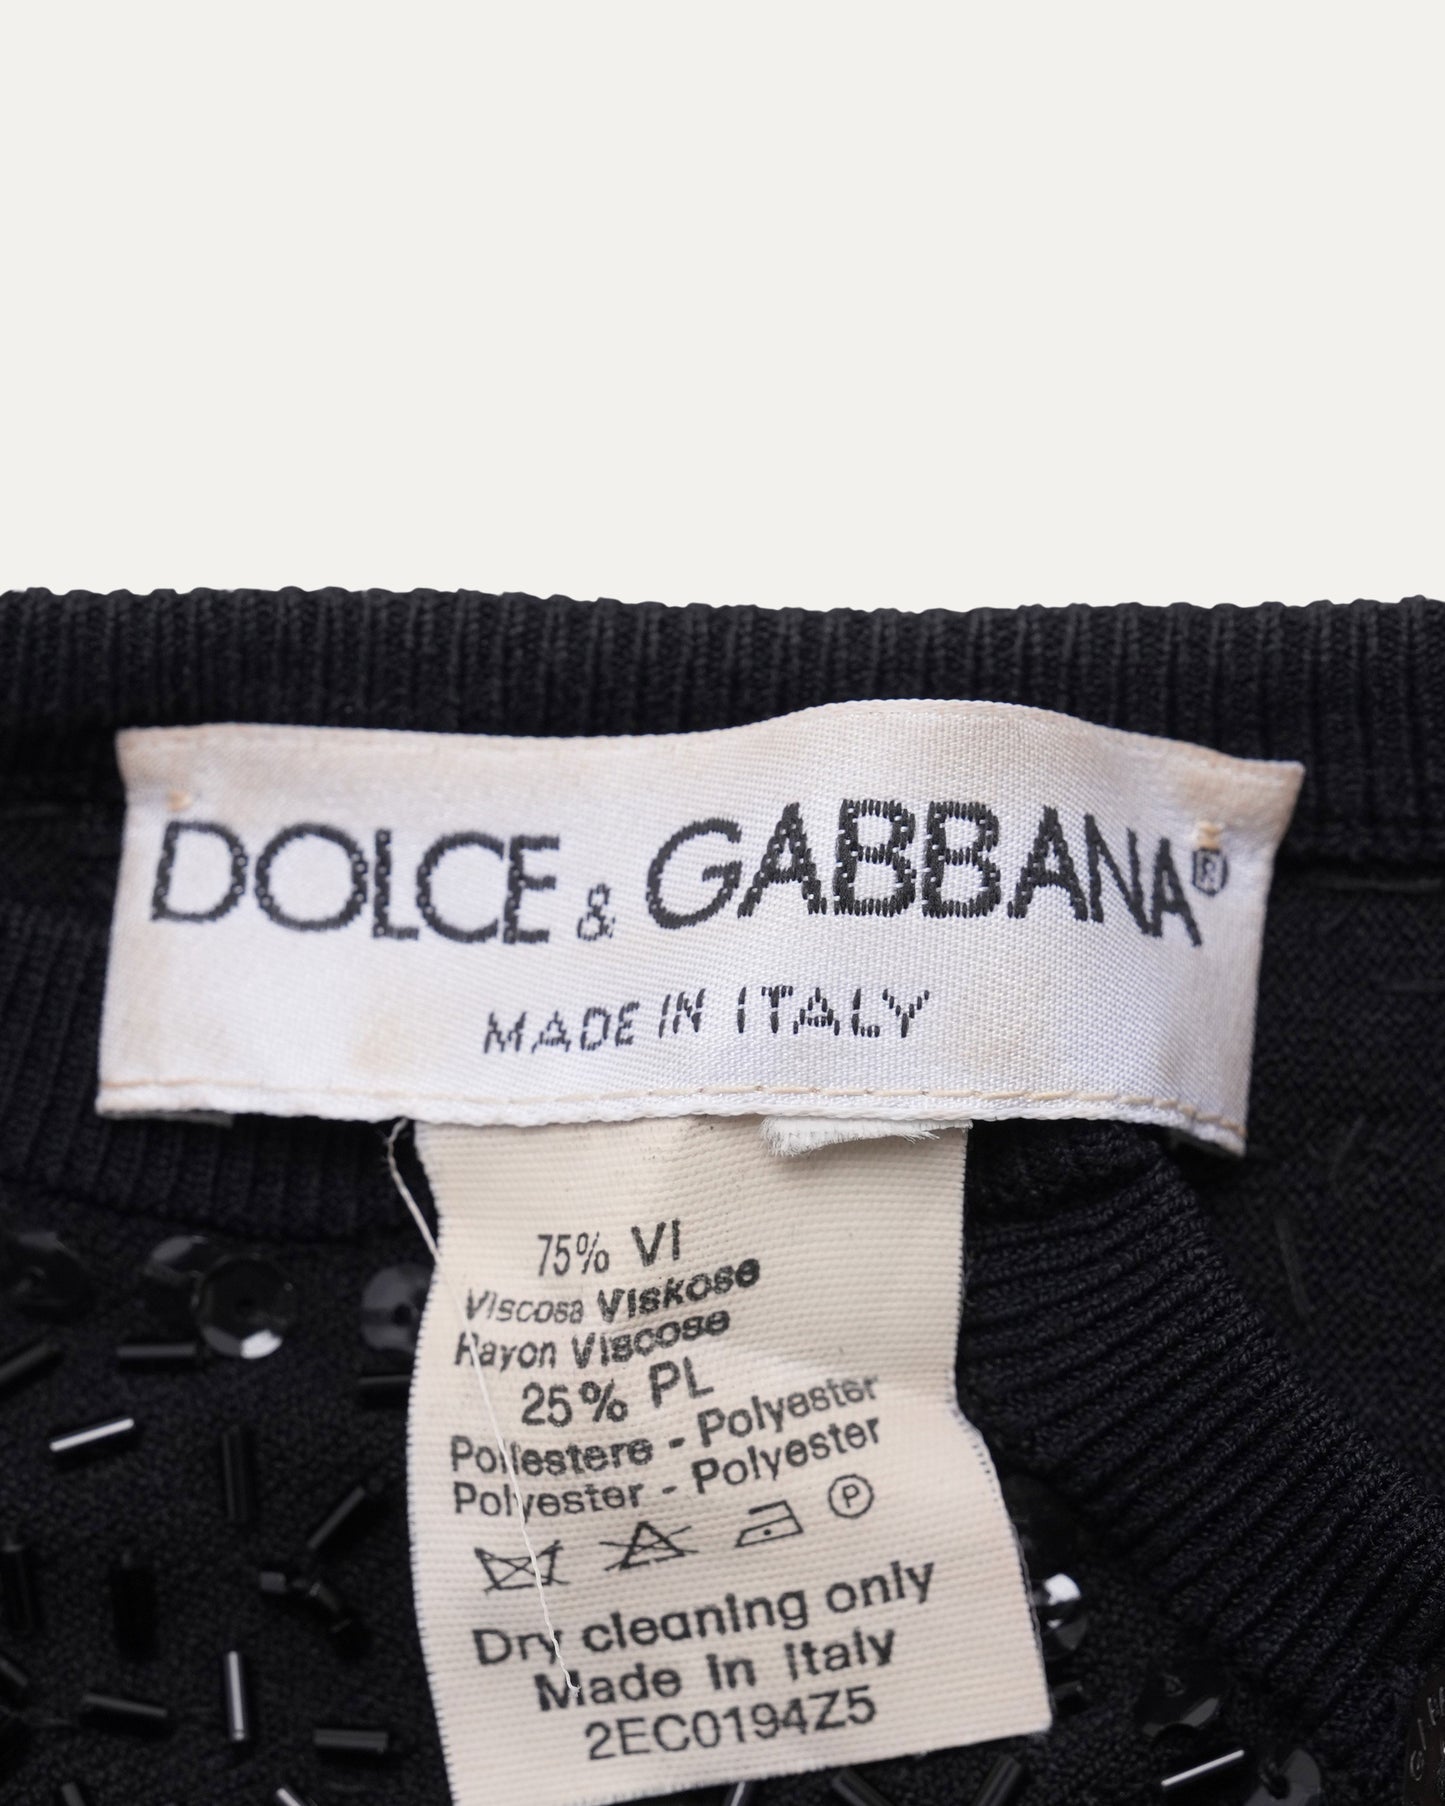 DOLCE & GABBANA®
MADE IN ITALY
75% VI
Viscosa Viskose
Rayon Viscose
25% PL
Poliestere - Polyester
Polyester - Polyester
P
Dry cleaning only
Made in Italy
2EC0194Z5